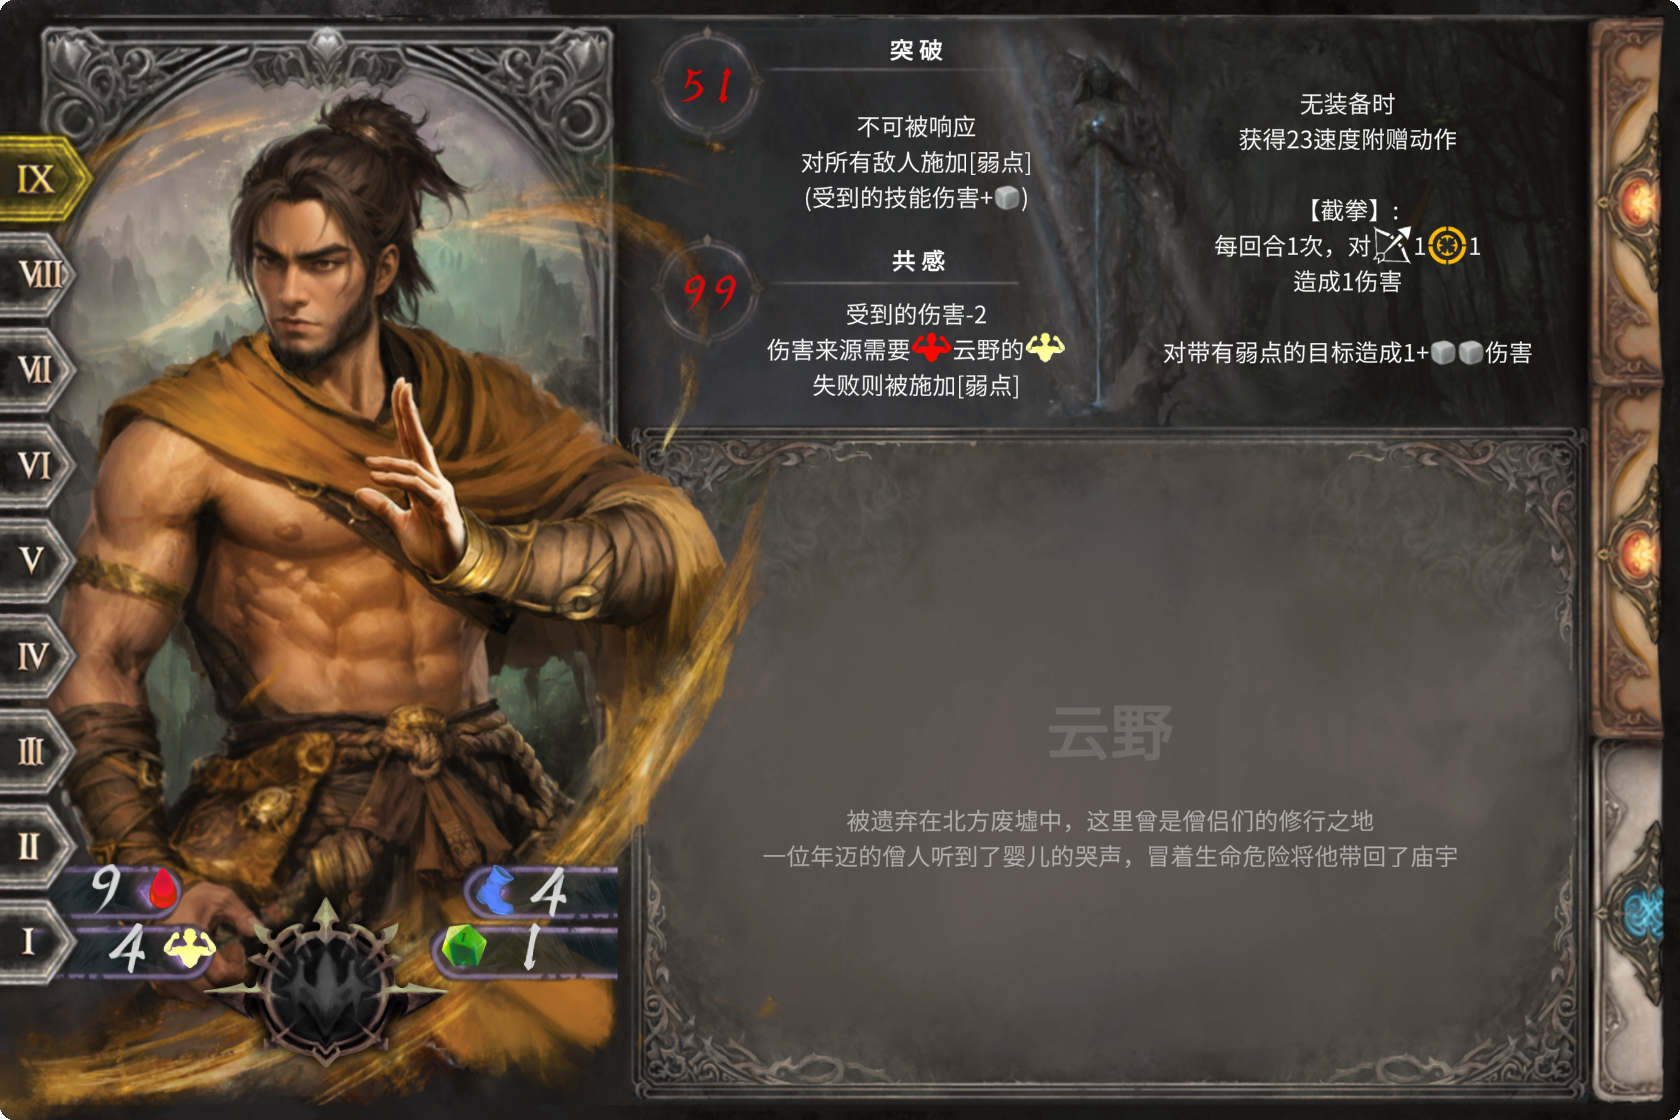 IX
VIII
VII
VI
V
IV
III
II
I
9
4
4
1
51
突破
不可被响应
对所有敌人施加[弱点]
(受到的技能伤害+)
99
共感
受到的伤害-2
伤害来源需要云野的
失败则被施加[弱点]
无装备时
获得23速度附赠动作
【截拳】:
每回合1次，对1 1
造成1伤害
对带有弱点的目标造成1+伤害
云野
被遗弃在北方废墟中，这里曾是僧侣们的修行之地
一位年迈的僧人听到了婴儿的哭声，冒着生命危险将他带回了庙宇